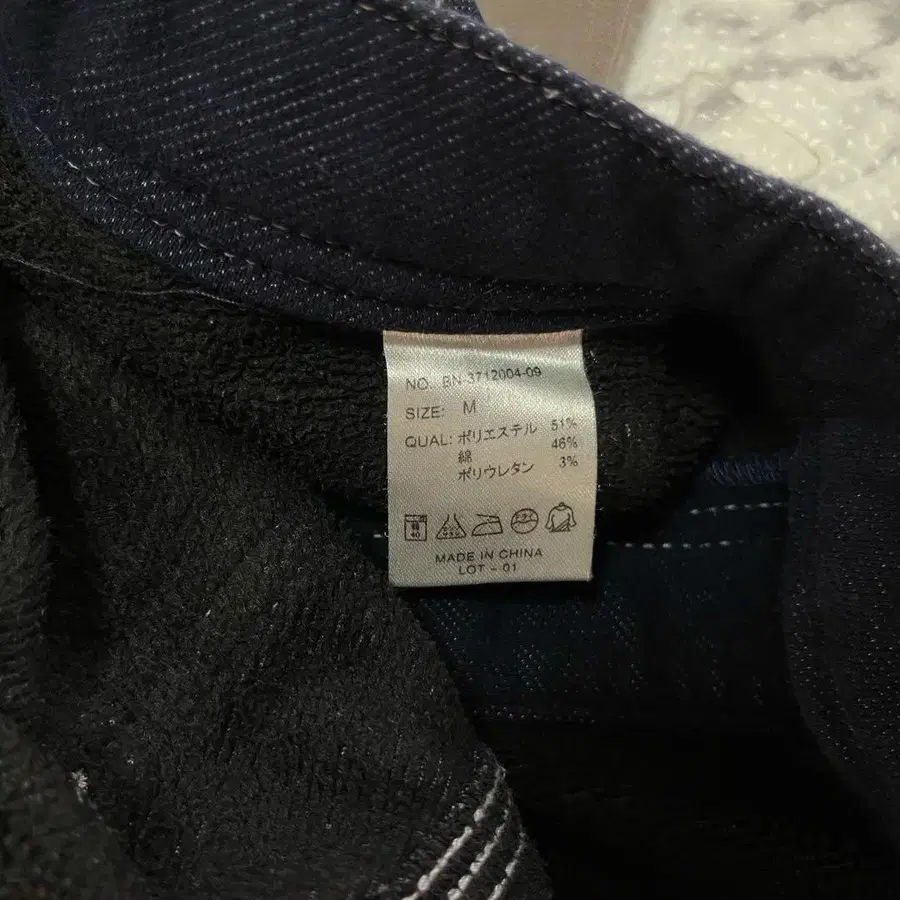 NO. BN-3712004-09
SIZE: M
QUAL: ポリエステル 51%
綿 46%
ポリウレタン 3%
40
MADE IN CHINA
LOT - 01